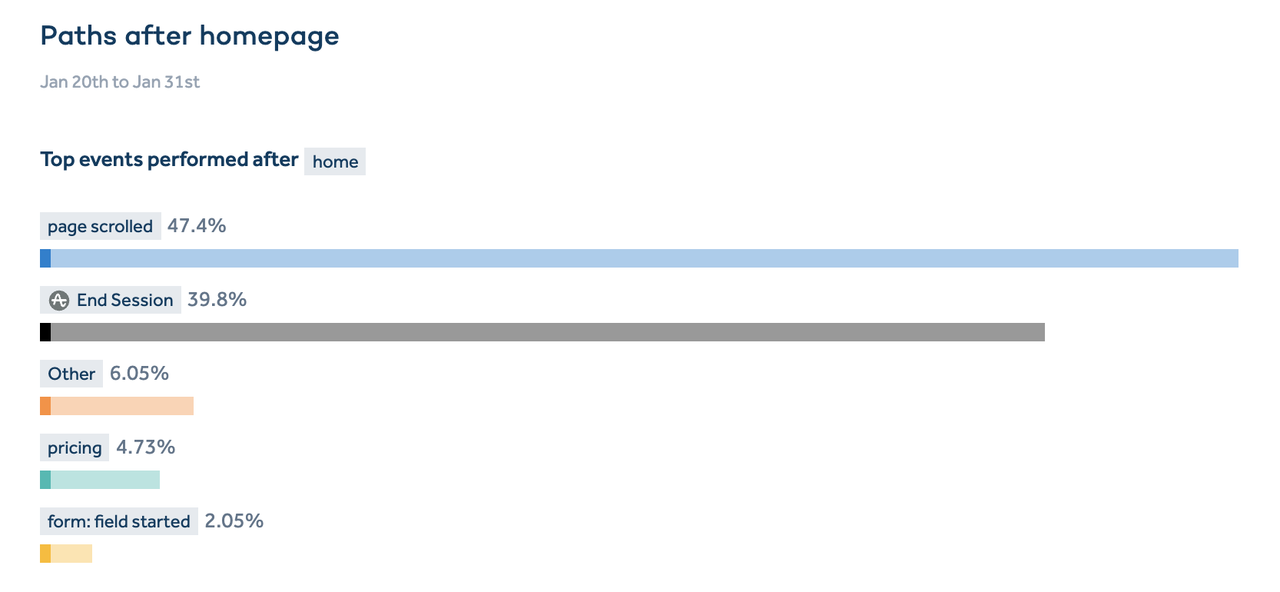 Paths after homepage
Jan 20th to Jan 31st
Top events performed after home
page scrolled 47.4%
End Session 39.8%
Other 6.05%
pricing 4.73%
form: field started 2.05%